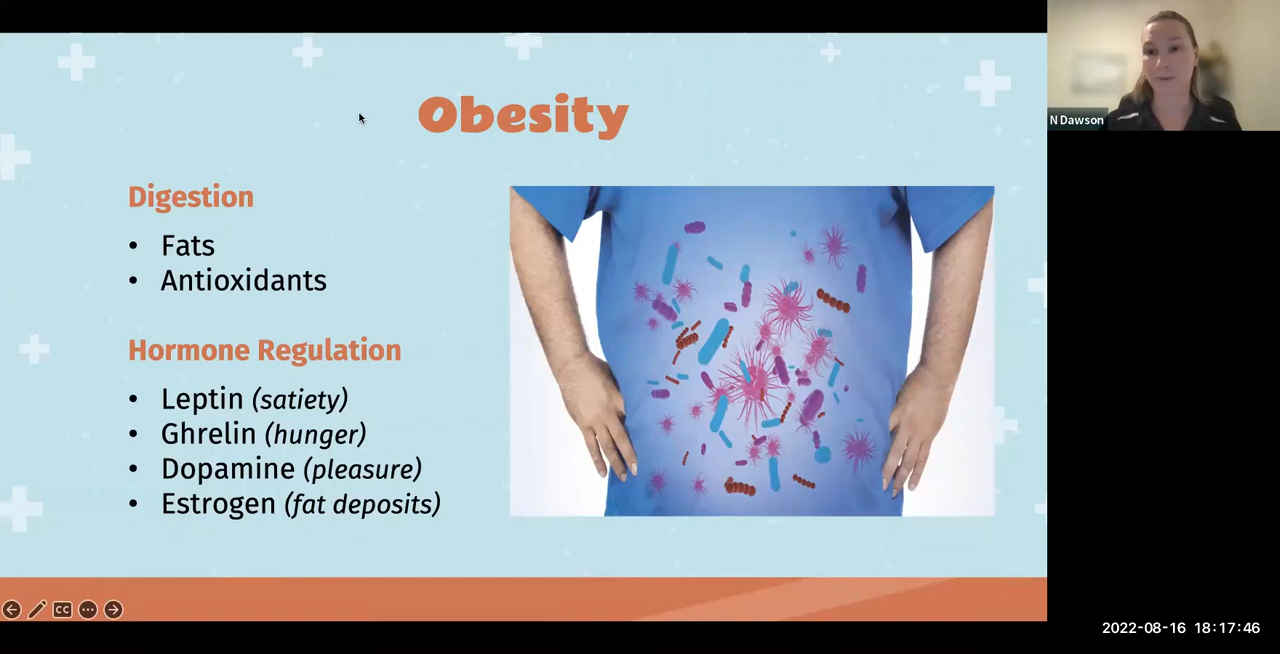 Obesity
Digestion
• Fats
• Antioxidants
Hormone Regulation
• Leptin (satiety)
• Ghrelin (hunger)
• Dopamine (pleasure)
• Estrogen (fat deposits)
CC
N Dawson
2022-08-16 18:17:46